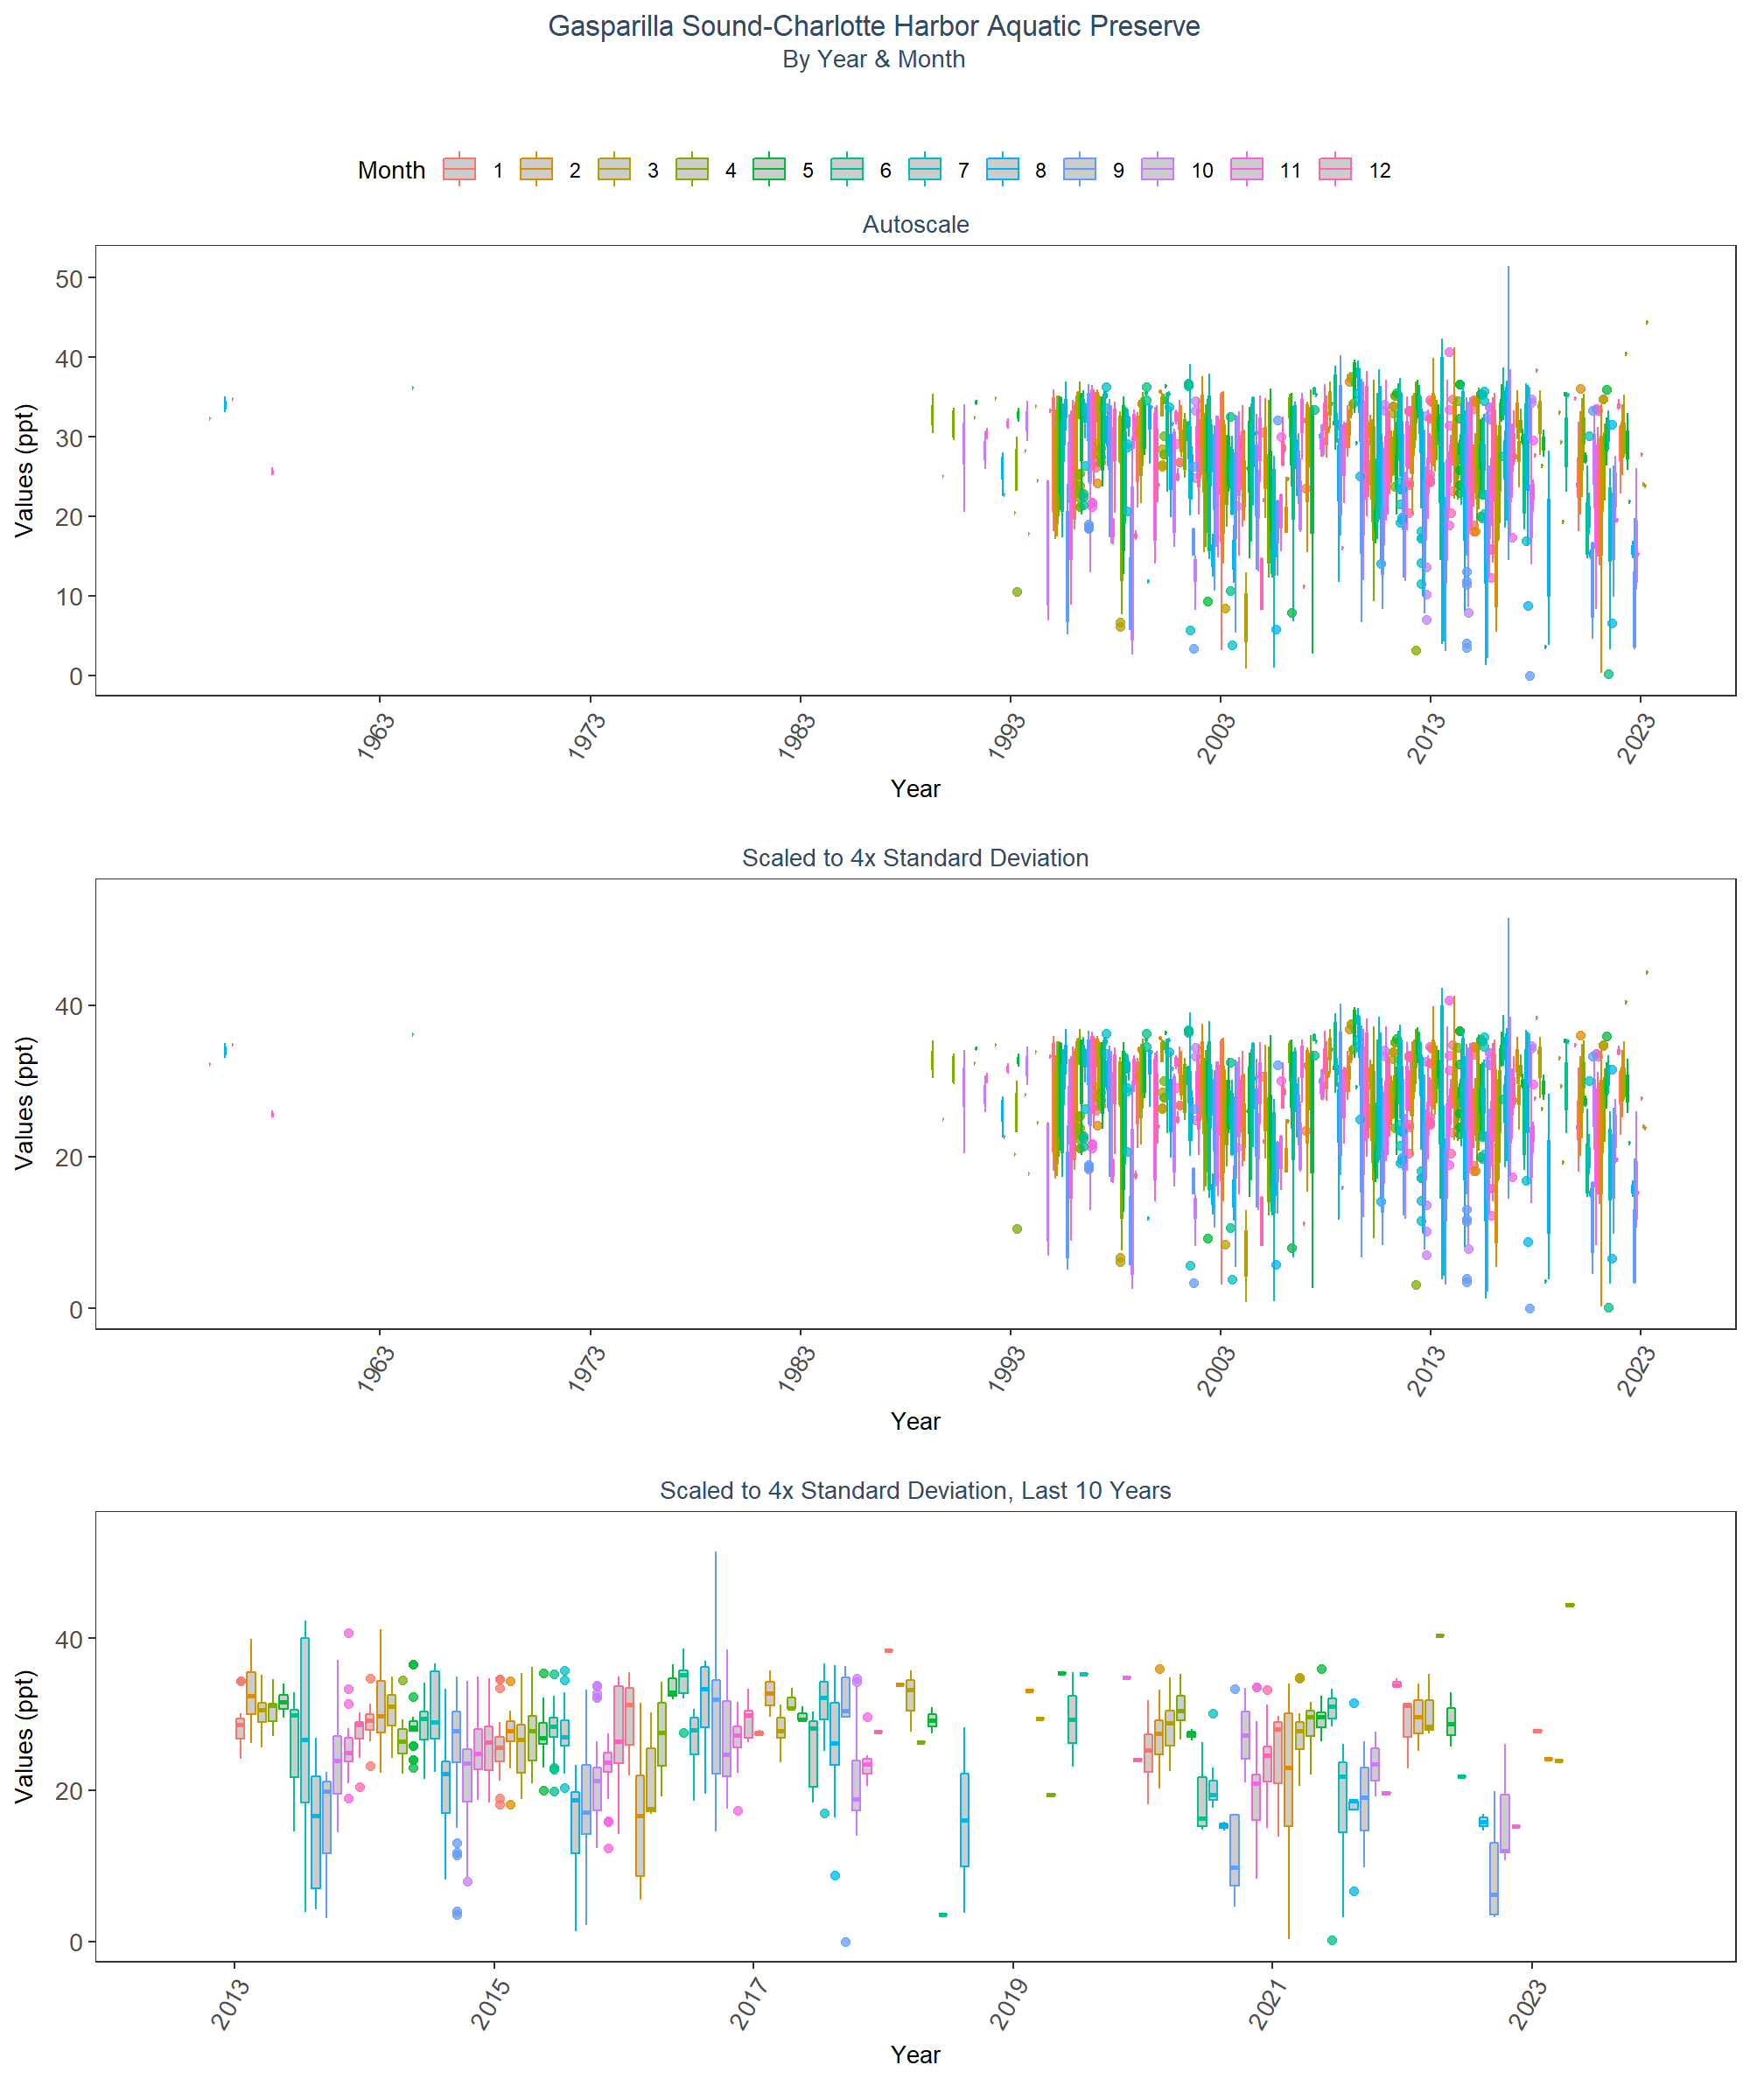 Gasparilla Sound-Charlotte Harbor Aquatic Preserve
By Year & Month
Month 1 2 3 4 5 6 7 8 9 10 11 12
Autoscale
Values (ppt)
50
40
30
20
10
0
1963 1973 1983 1993 2003 2013 2023
Year
Scaled to 4x Standard Deviation
Values (ppt)
40
20
0
1963 1973 1983 1993 2003 2013 2023
Year
Scaled to 4x Standard Deviation, Last 10 Years
Values (ppt)
40
20
0
2013 2015 2017 2019 2021 2023
Year